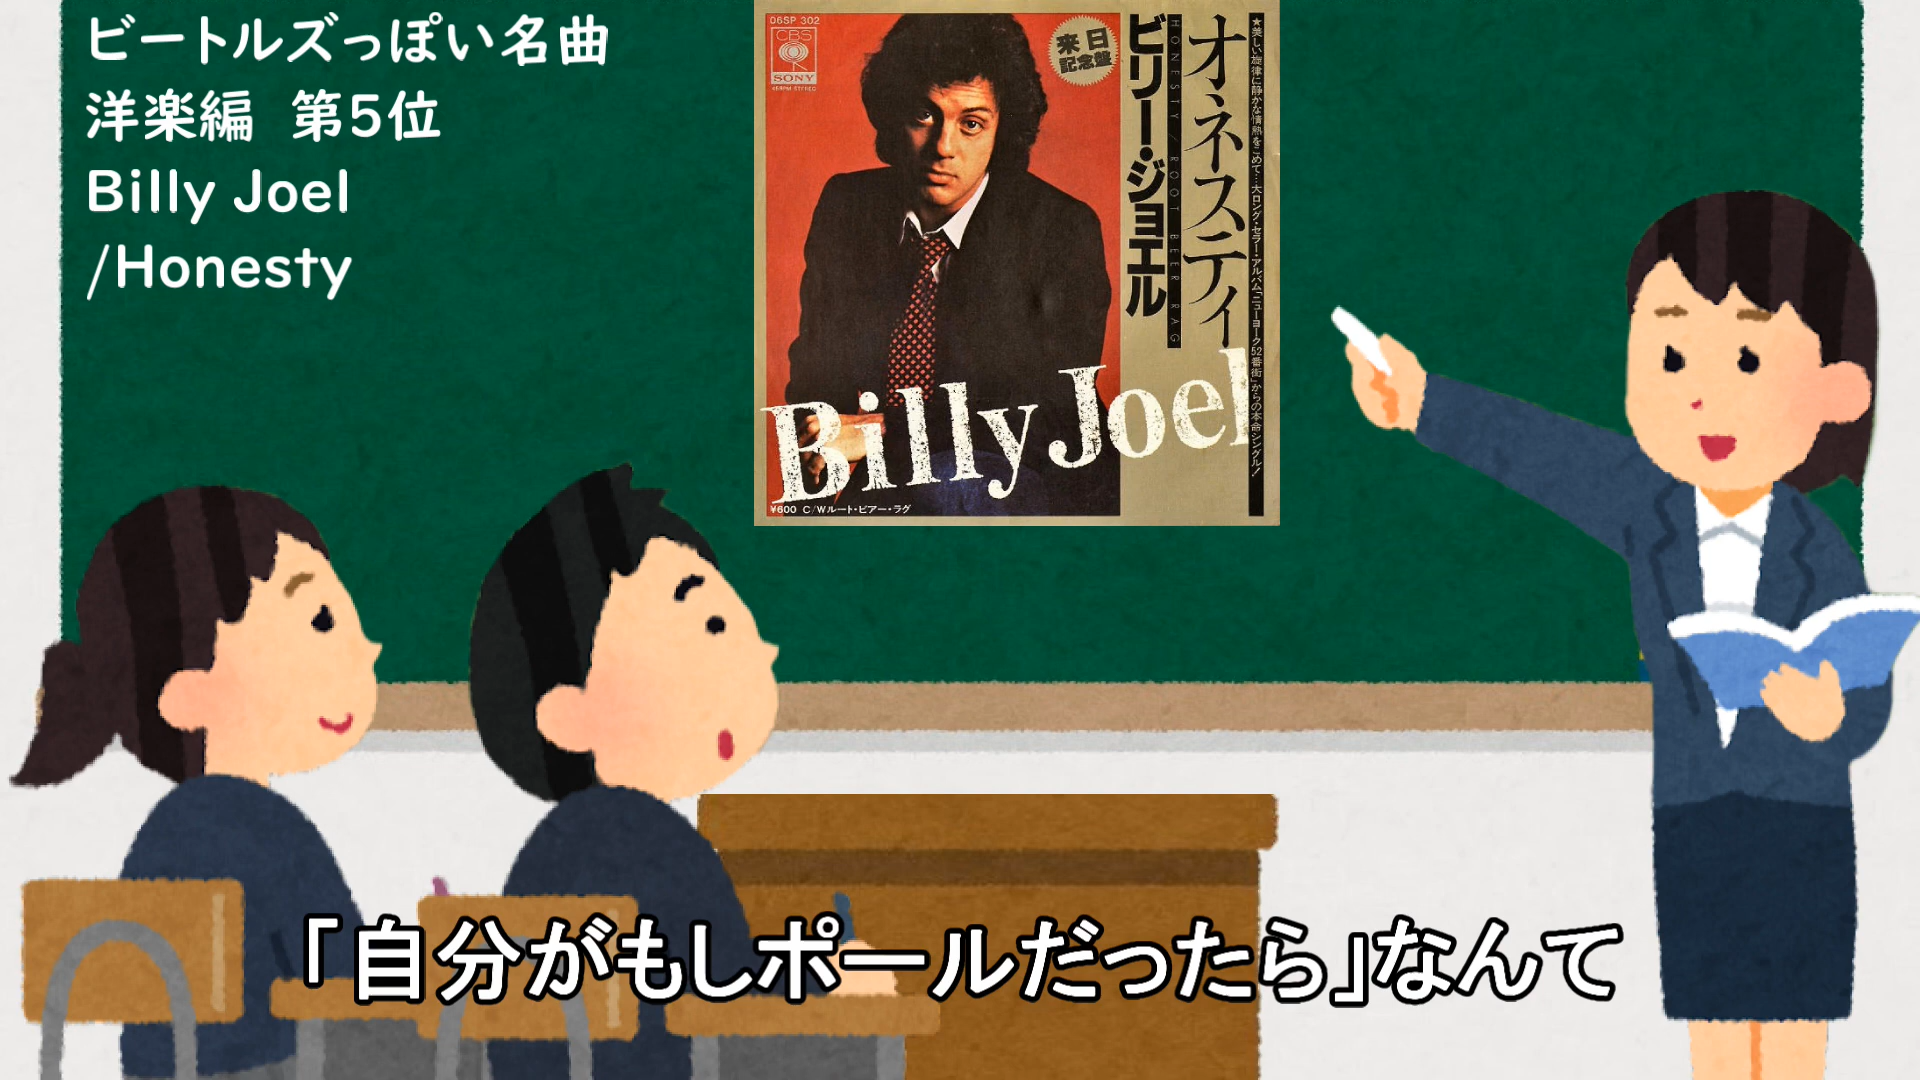 ビートルズっぽい名曲
洋楽編 第5位
Billy Joel
/Honesty
06SP 302
CBS
SONY
45RPM STEREO
来日
記念盤
★美しい旋律に静かな情熱をこめて…大ロング・セラー・アルバム「ニューヨーク52番街」からの本命シングル!
オネスティ
HONESTY / ROOT BEER RAG
ビリー・ジョエル
Billy Joel
¥600 C/Wルート・ビアー・ラグ
「自分がもしポールだったら」なんて